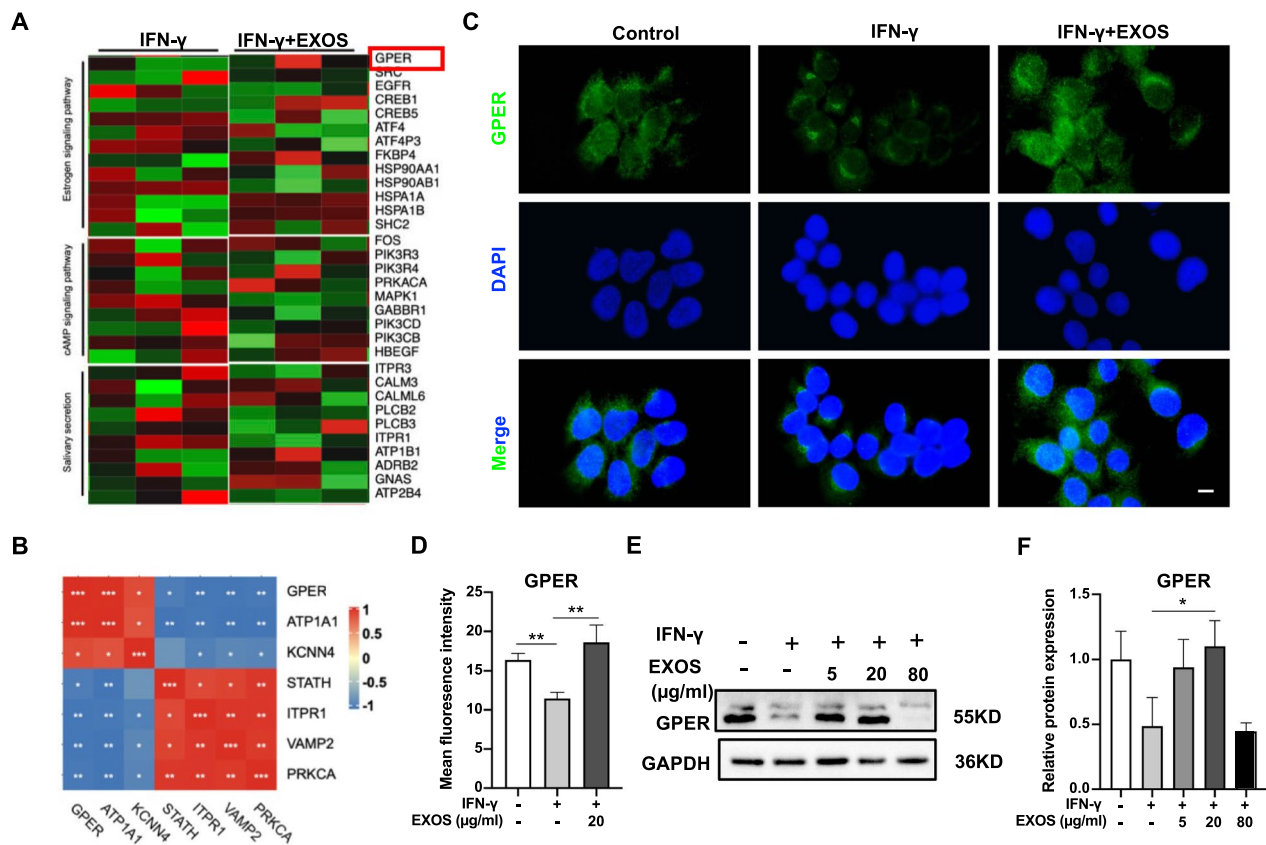 A
IFN-γ
IFN-γ+EXOS
Estrogen signaling pathway
GPER
SRC
EGFR
CREB1
CREB5
ATF4
ATF4P3
FKBP4
HSP90AA1
HSP90AB1
HSPA1A
HSPA1B
SHC2
cAMP signaling pathway
FOS
PIK3R3
PIK3R4
PRKACA
MAPK1
GABBR1
PIK3CD
PIK3CB
HBEGF
Salivary secretion
ITPR3
CALM3
CALML6
PLCB2
PLCB3
ITPR1
ATP1B1
ADRB2
GNAS
ATP2B4
B
*** *** * * ** ** ** GPER
*** *** * ** ** ** ** ATP1A1
* * *** * * * KCNN4
* ** *** * * ** STATH
** ** * * *** ** ** ITPR1
** ** * * ** *** ** VAMP2
** ** * ** ** ** *** PRKCA
GPER ATP1A1 KCNN4 STATH ITPR1 VAMP2 PRKCA
1
0.5
0
-0.5
-1
C
Control IFN-γ IFN-γ+EXOS
GPER
DAPI
Merge
D
GPER
Mean fluoresence intensity
25
20
15
10
5
0
** **
IFN-γ - + +
EXOS (μg/ml) - - 20
E
IFN-γ - + + + +
EXOS - - 5 20 80
(μg/ml)
GPER 55KD
GAPDH 36KD
F
GPER
Relative protein expression
1.5
1.0
0.5
0.0
*
IFN-γ - + + + +
EXOS (μg/ml) - - 5 20 80